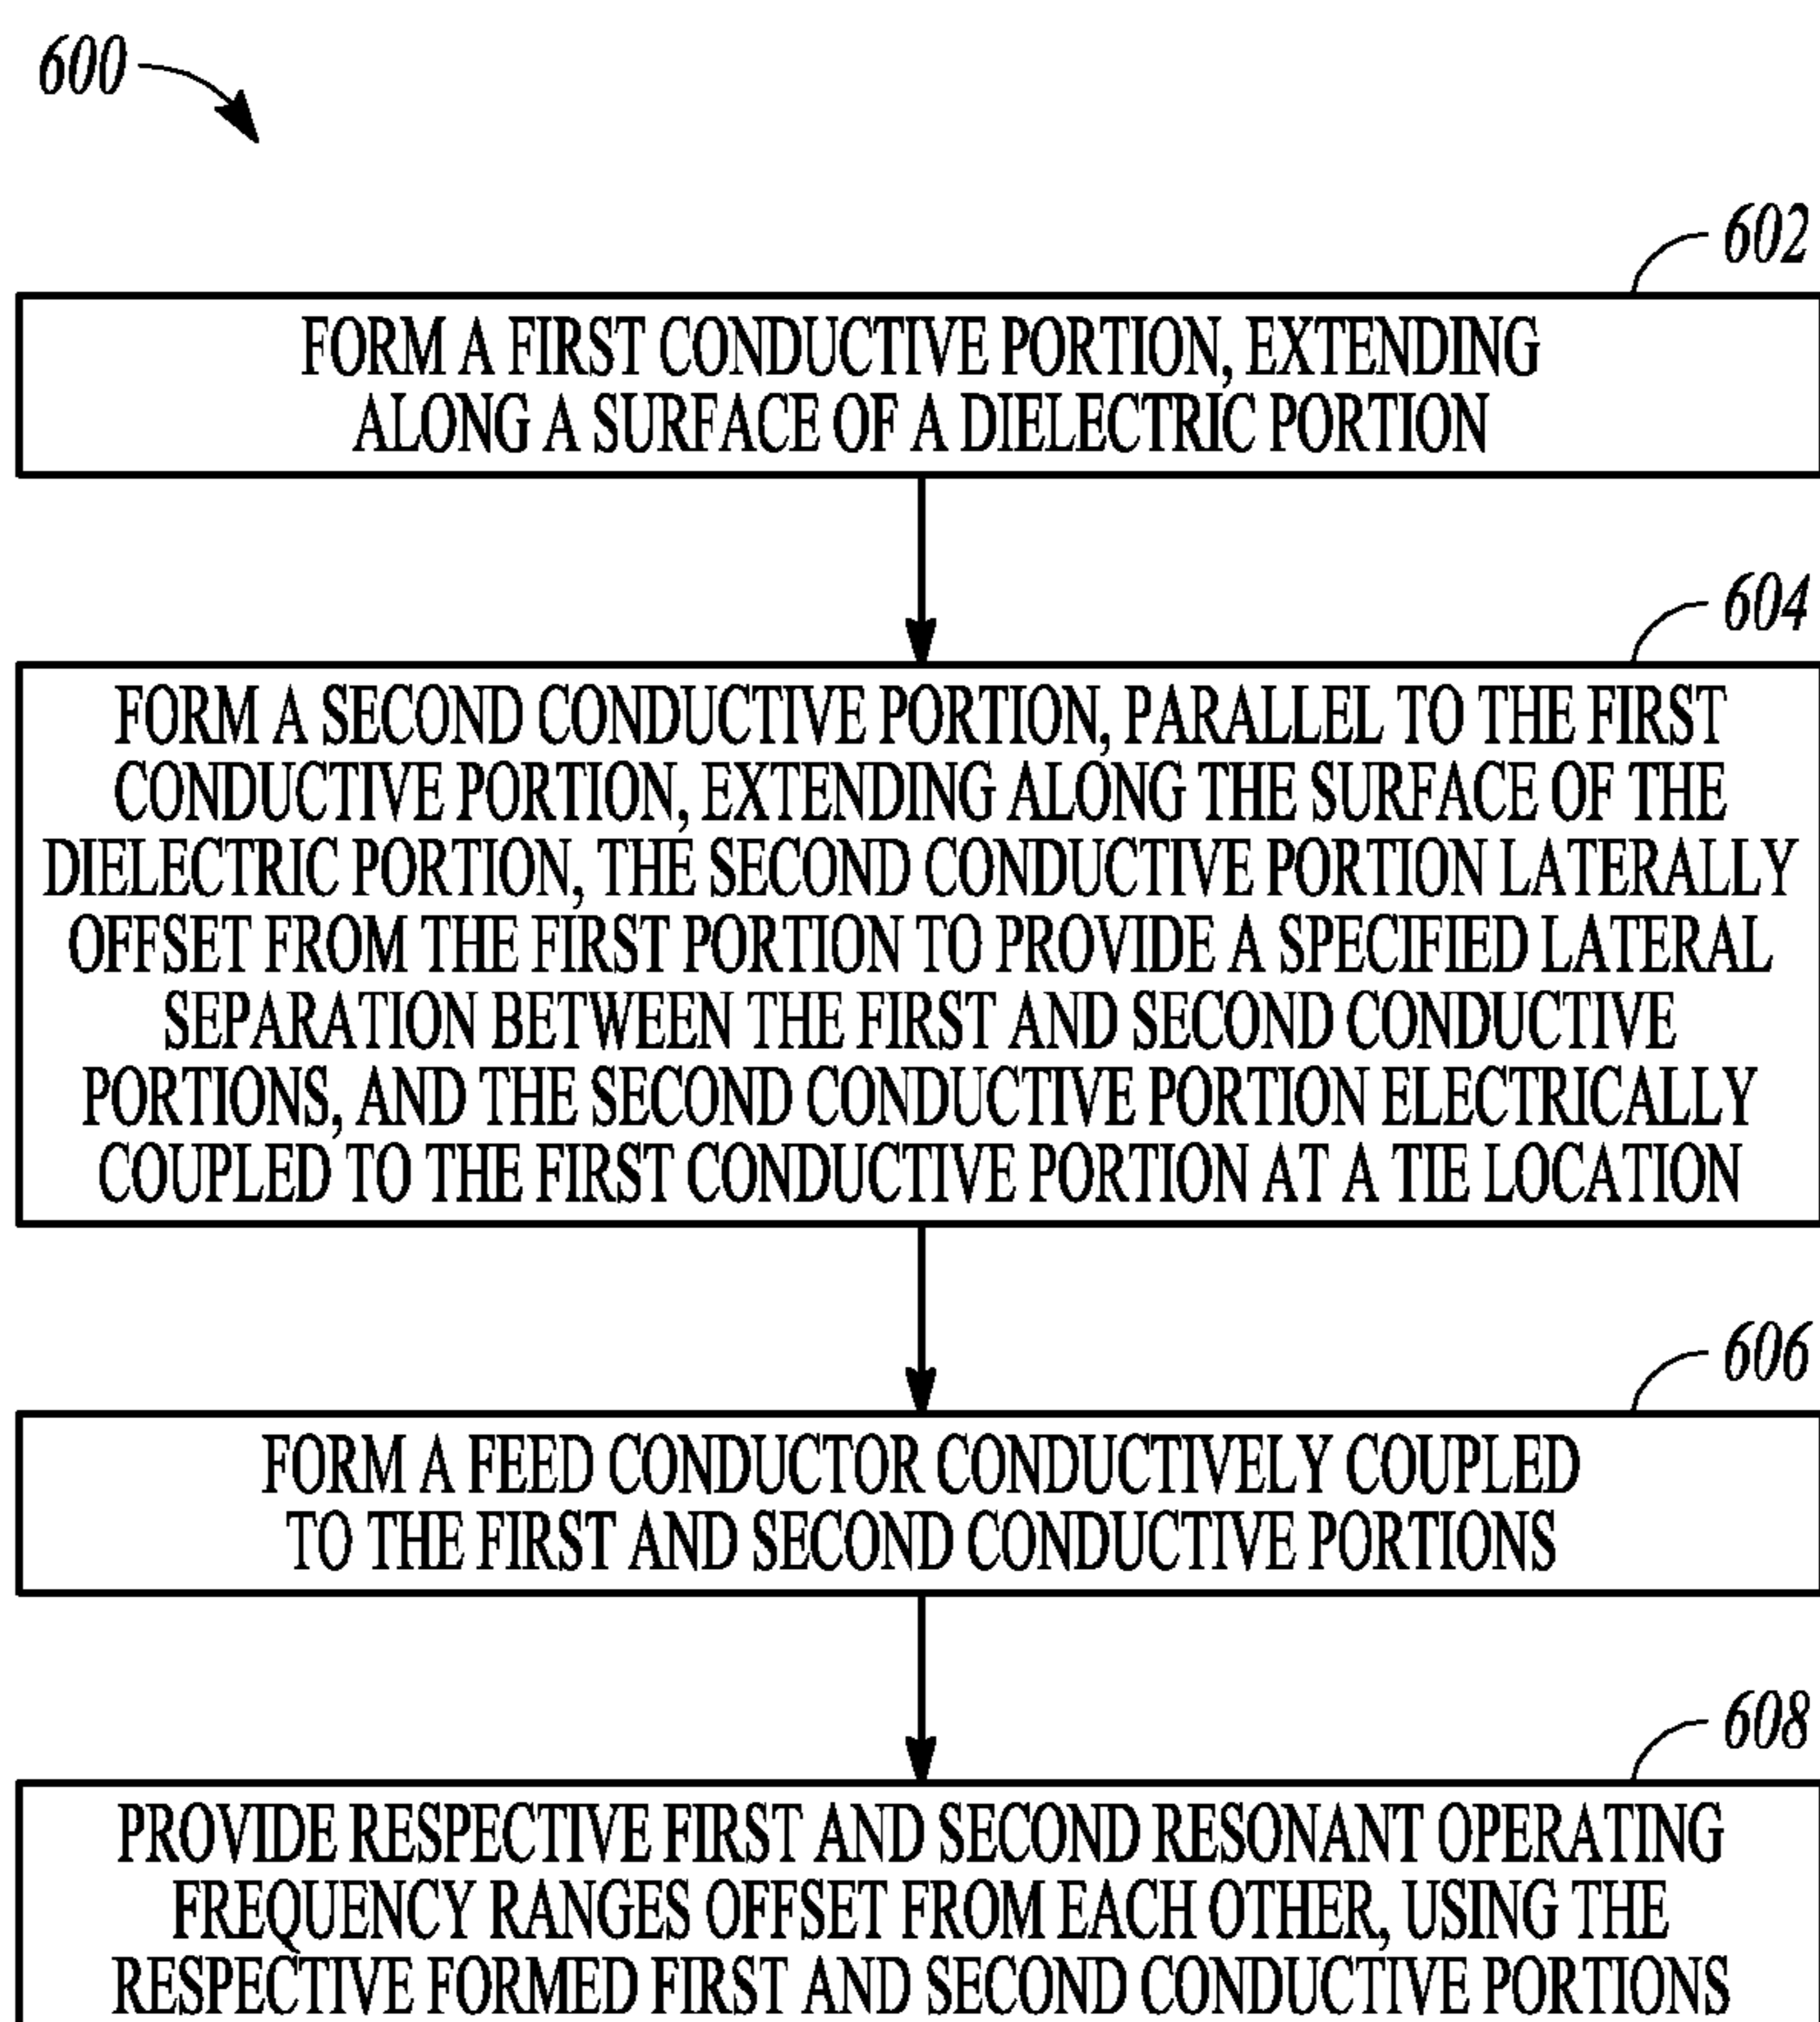 600
602
FORM A FIRST CONDUCTIVE PORTION, EXTENDING
ALONG A SURFACE OF A DIELECTRIC PORTION
604
FORM A SECOND CONDUCTIVE PORTION, PARALLEL TO THE FIRST
CONDUCTIVE PORTION, EXTENDING ALONG THE SURFACE OF THE
DIELECTRIC PORTION, THE SECOND CONDUCTIVE PORTION LATERALLY
OFFSET FROM THE FIRST PORTION TO PROVIDE A SPECIFIED LATERAL
SEPARATION BETWEEN THE FIRST AND SECOND CONDUCTIVE
PORTIONS, AND THE SECOND CONDUCTIVE PORTION ELECTRICALLY
COUPLED TO THE FIRST CONDUCTIVE PORTION AT A TIE LOCATION
606
FORM A FEED CONDUCTOR CONDUCTIVELY COUPLED
TO THE FIRST AND SECOND CONDUCTIVE PORTIONS
608
PROVIDE RESPECTIVE FIRST AND SECOND RESONANT OPERATING
FREQUENCY RANGES OFFSET FROM EACH OTHER, USING THE
RESPECTIVE FORMED FIRST AND SECOND CONDUCTIVE PORTIONS